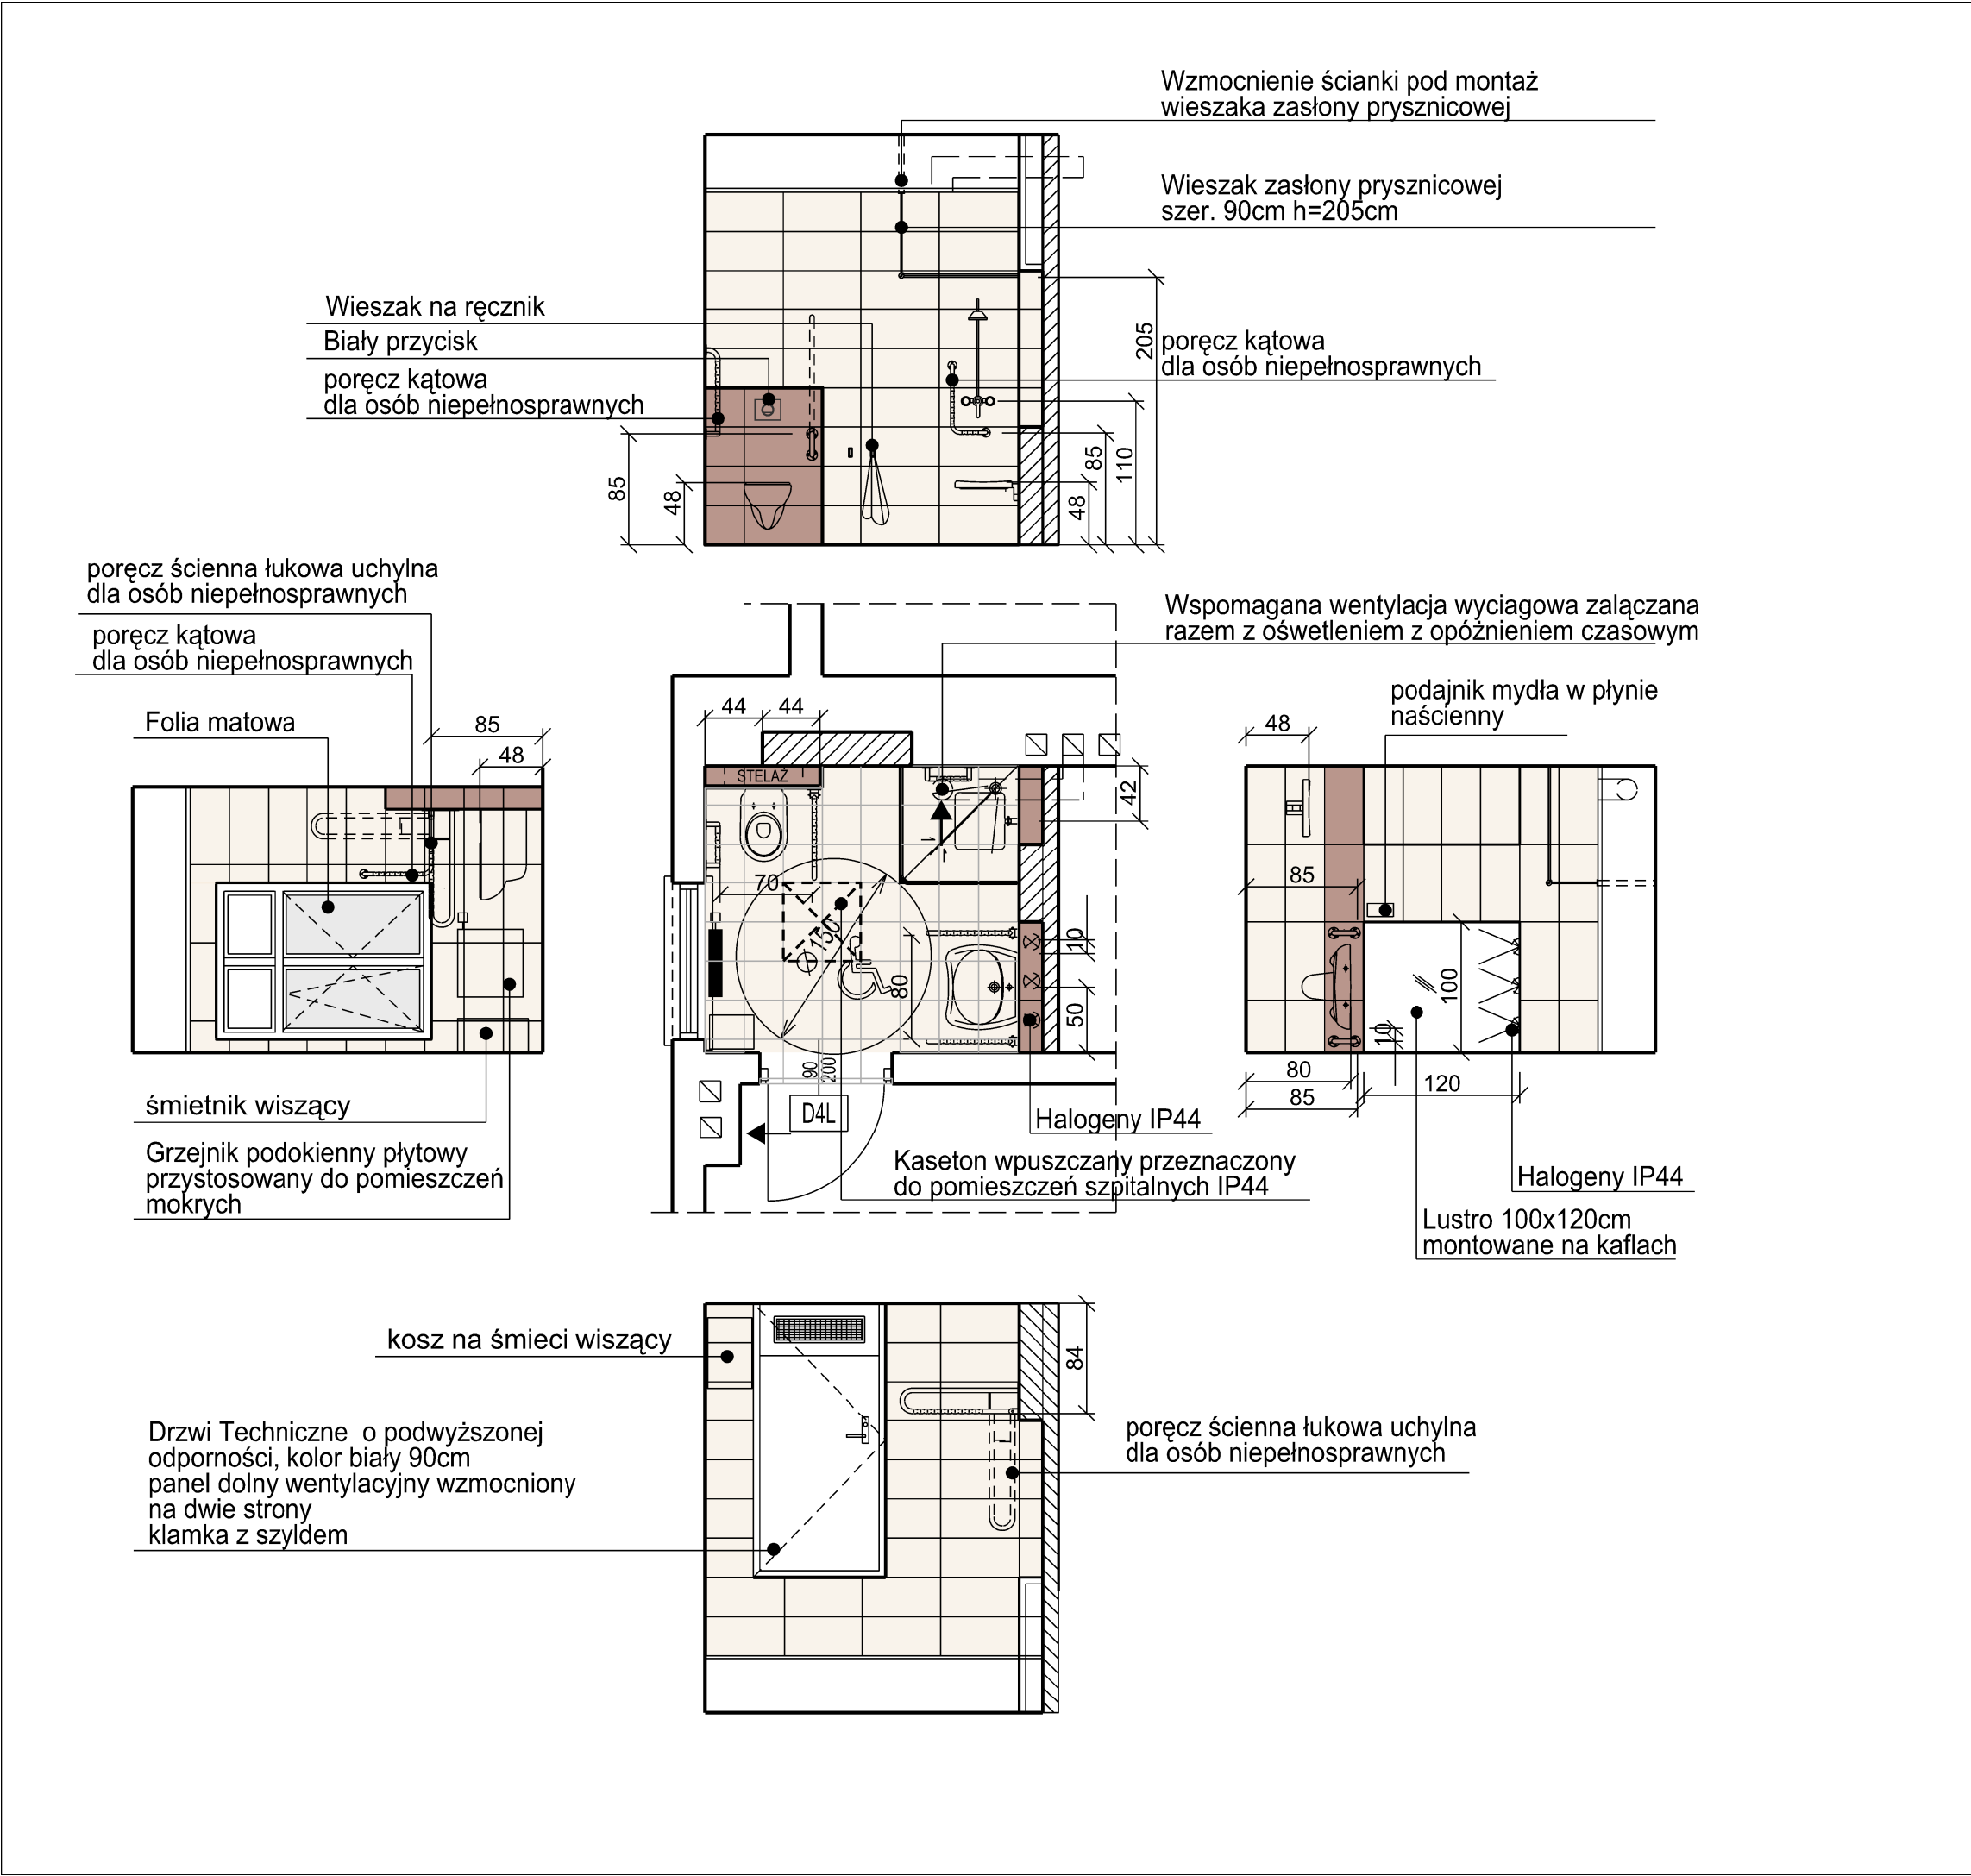 Wzmocnienie ścianki pod montaż
wieszaka zasłony prysznicowej
Wieszak zasłony prysznicowej
szer. 90cm h=205cm
Wieszak na ręcznik
Biały przycisk
poręcz kątowa
dla osób niepełnosprawnych
205
poręcz kątowa
dla osób niepełnosprawnych
85
48
48
85
110
poręcz ścienna łukowa uchylna
dla osób niepełnosprawnych
poręcz kątowa
dla osób niepełnosprawnych
Folia matowa
85
48
śmietnik wiszący
Grzejnik podokienny płytowy
przystosowany do pomieszczeń
mokrych
Wspomagana wentylacja wyciagowa zalączana
razem z oświetleniem z opóżnieniem czasowym
44
44
STELAŻ
42
70
Ø 150
80
10
50
90
200
D4L
Halogeny IP44
Kaseton wpuszczany przeznaczony
do pomieszczeń szpitalnych IP44
podajnik mydła w płynie
naścienny
48
85
100
10
80
85
120
Halogeny IP44
Lustro 100x120cm
montowane na kaflach
kosz na śmieci wiszący
84
Drzwi Techniczne o podwyższonej
odporności, kolor biały 90cm
panel dolny wentylacyjny wzmocniony
na dwie strony
klamka z szyldem
poręcz ścienna łukowa uchylna
dla osób niepełnosprawnych